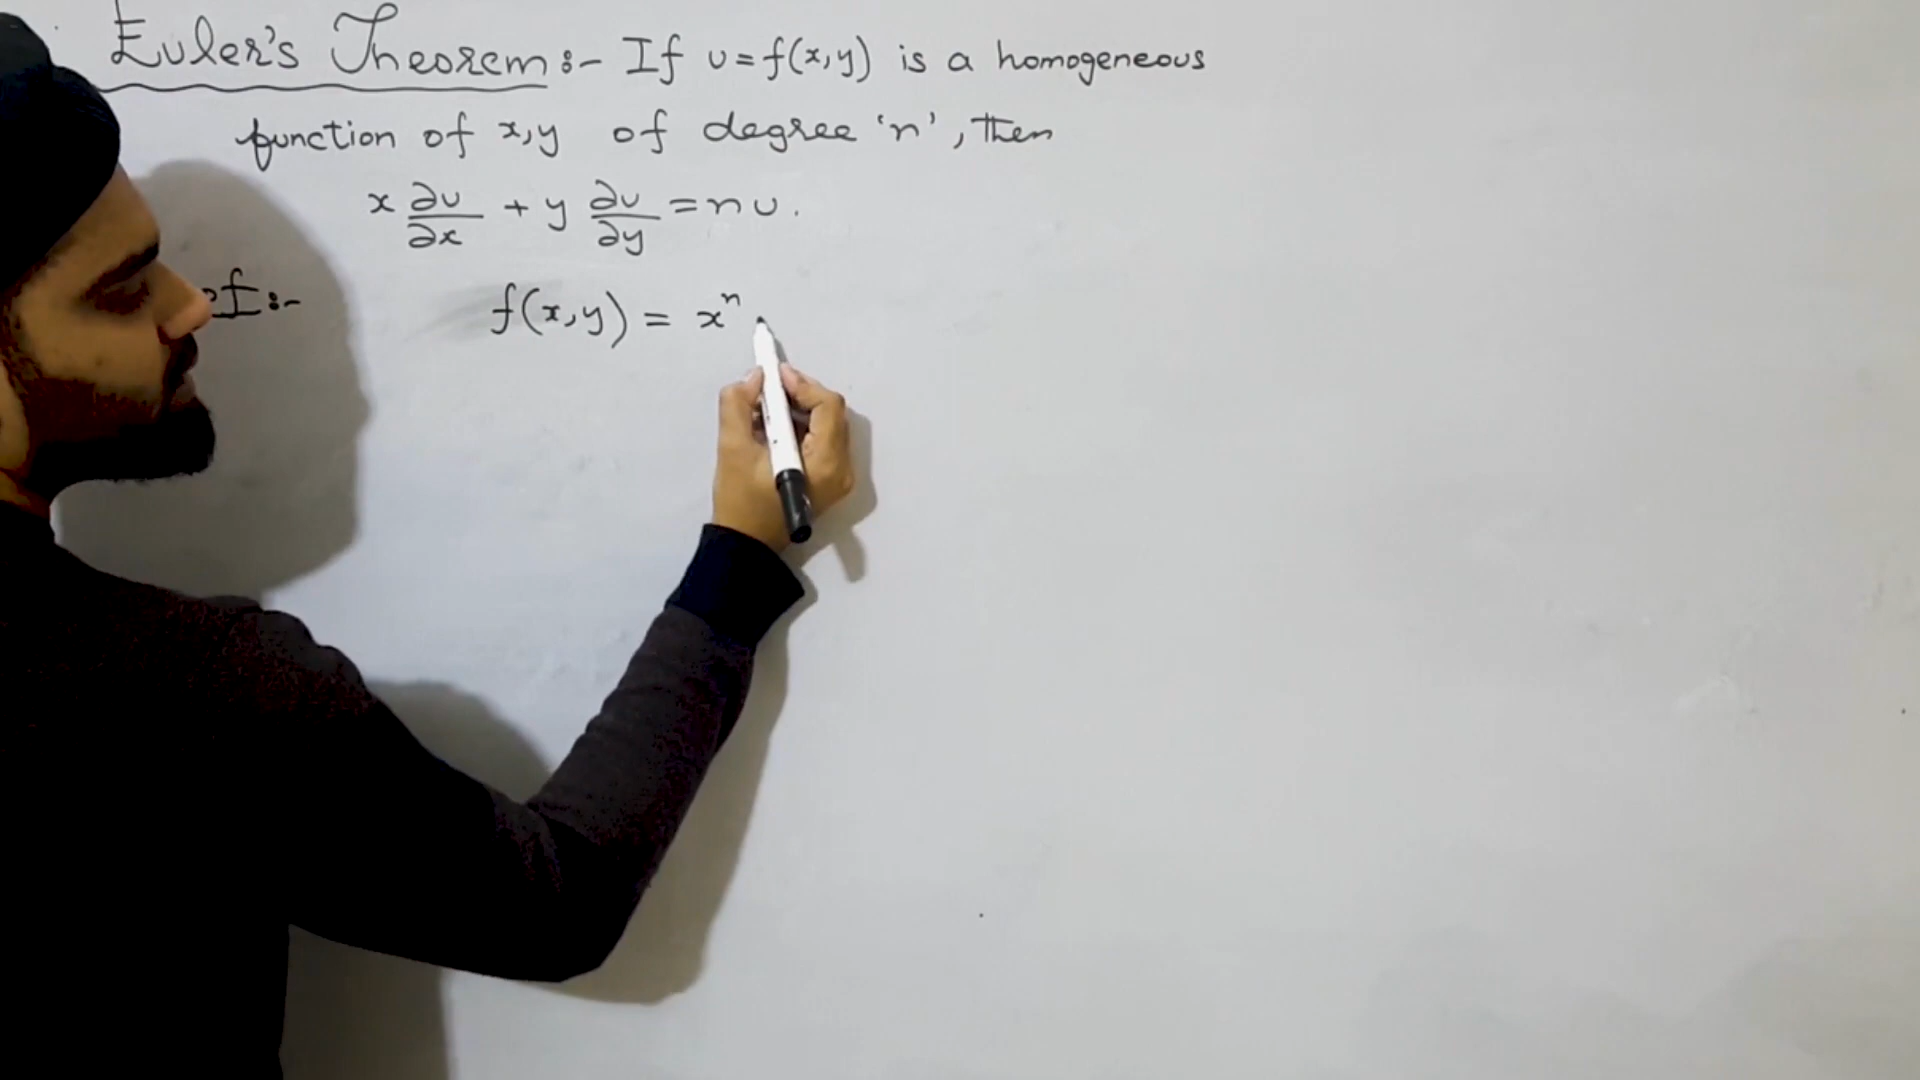 Euler's Theorem:- If u=f(x,y) is a homogeneous
function of x,y of degree 'n', then
x ∂u/∂x + y ∂u/∂y = nu.
f(x,y) = xⁿ